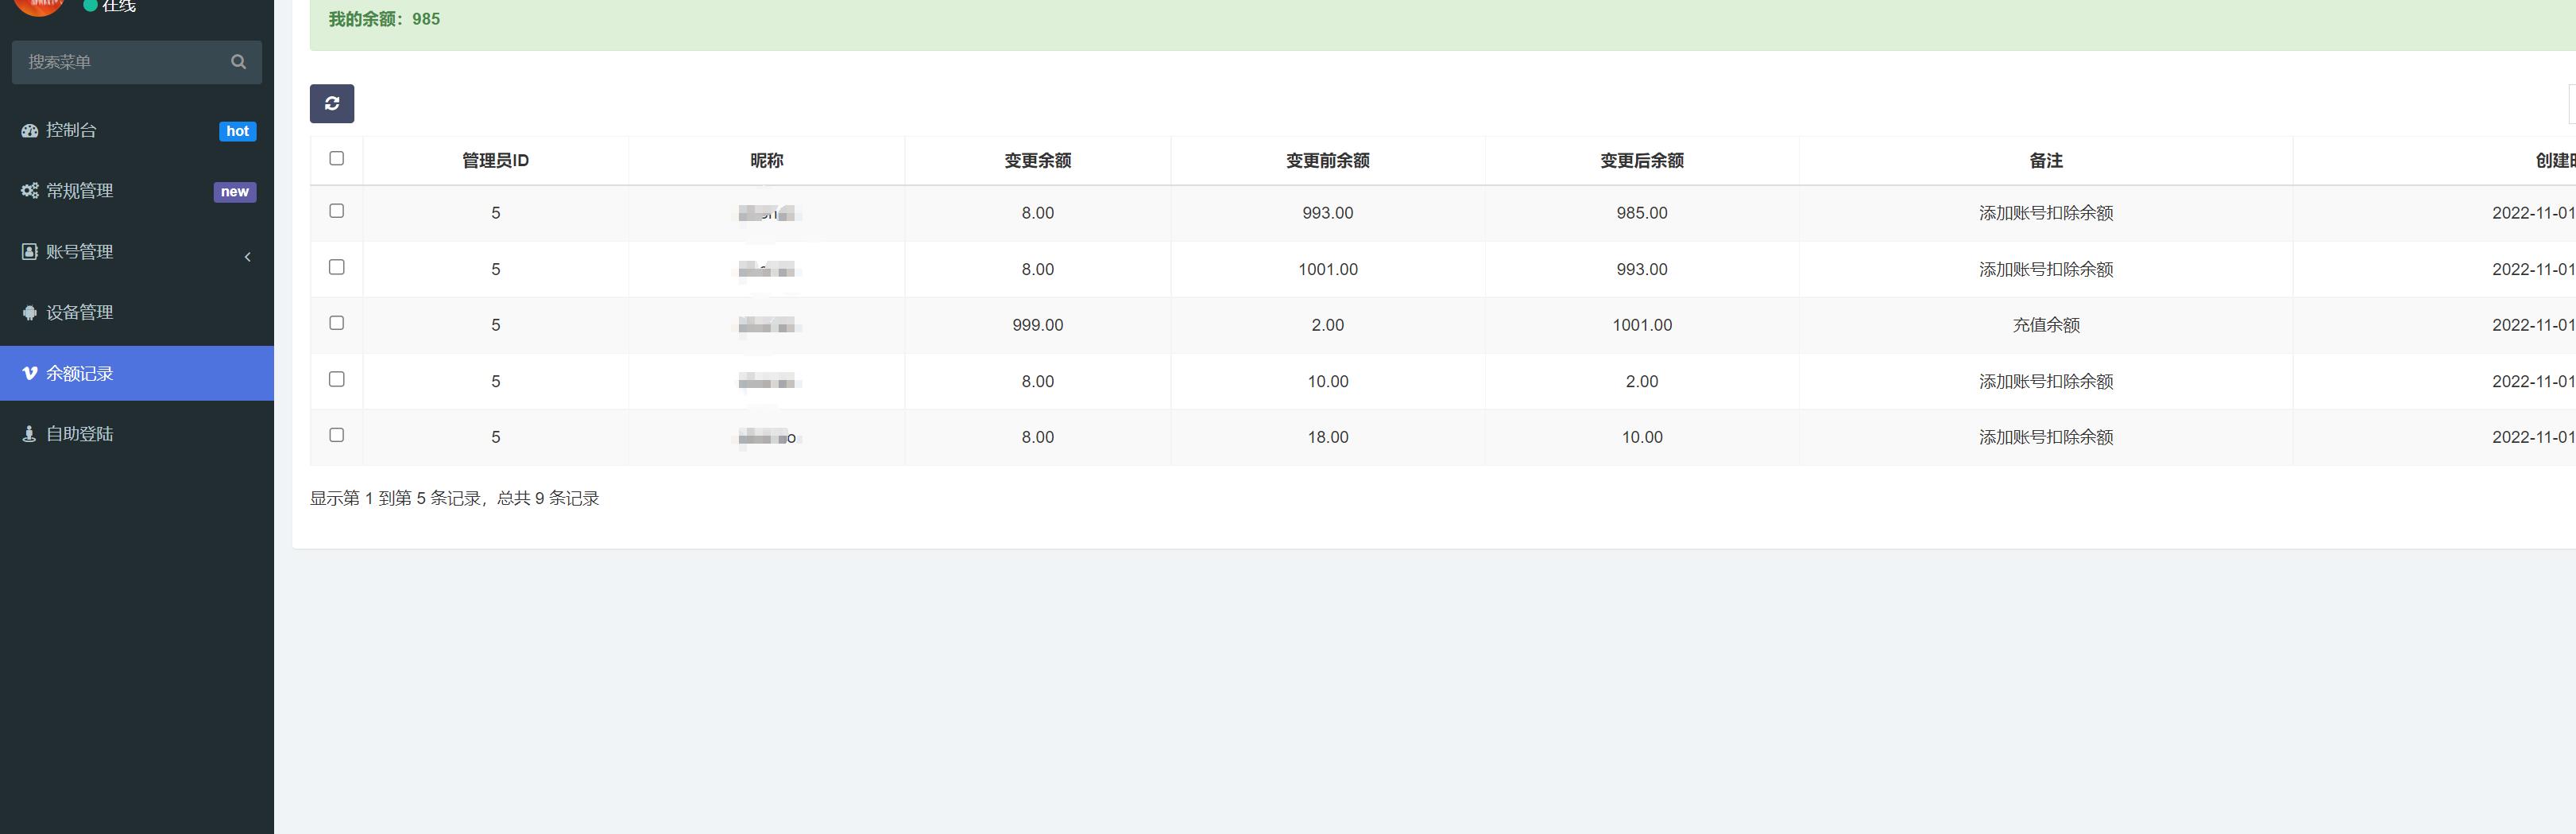 在线
我的余额：985
搜索菜单
控制台 hot
常规管理 new
账号管理
设备管理
余额记录
自助登陆
管理员ID 昵称 变更余额 变更前余额 变更后余额 备注 创建
5 8.00 993.00 985.00 添加账号扣除余额 2022-11-01
5 8.00 1001.00 993.00 添加账号扣除余额 2022-11-01
5 999.00 2.00 1001.00 充值余额 2022-11-01
5 8.00 10.00 2.00 添加账号扣除余额 2022-11-01
5 8.00 18.00 10.00 添加账号扣除余额 2022-11-01
显示第 1 到第 5 条记录，总共 9 条记录